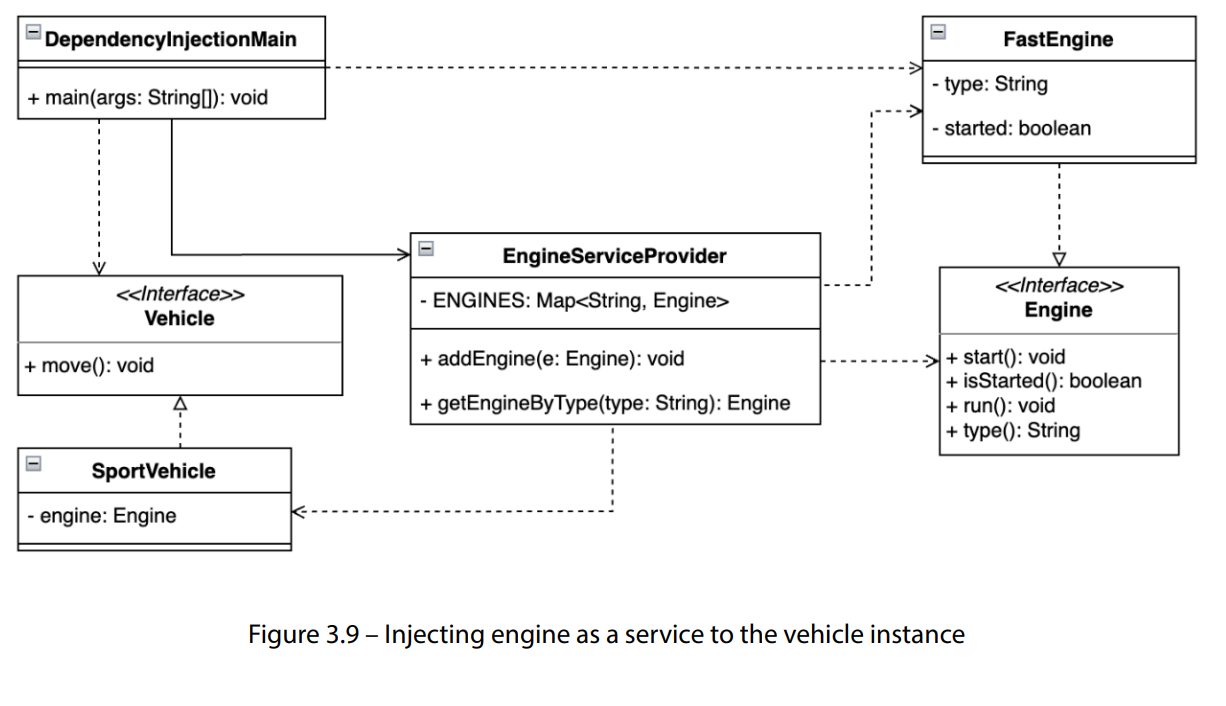 DependencyInjectionMain
+ main(args: String[]): void
FastEngine
- type: String
- started: boolean
EngineServiceProvider
- ENGINES: Map<String, Engine>
+ addEngine(e: Engine): void
+ getEngineByType(type: String): Engine
<<Interface>>
Vehicle
+ move(): void
<<Interface>>
Engine
+ start(): void
+ isStarted(): boolean
+ run(): void
+ type(): String
SportVehicle
- engine: Engine
Figure 3.9 – Injecting engine as a service to the vehicle instance